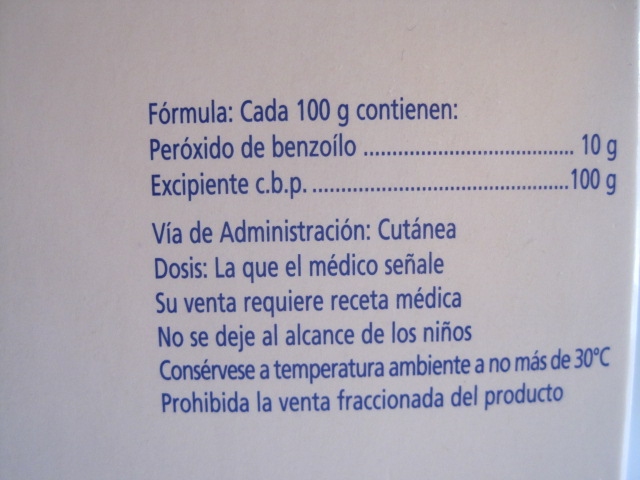 Fórmula: Cada 100 g contienen:
Peróxido de benzoílo .................................... 10 g
Excipiente c.b.p. ............................................100 g
Vía de Administración: Cutánea
Dosis: La que el médico señale
Su venta requiere receta médica
No se deje al alcance de los niños
Consérvese a temperatura ambiente a no más de 30°C
Prohibida la venta fraccionada del producto